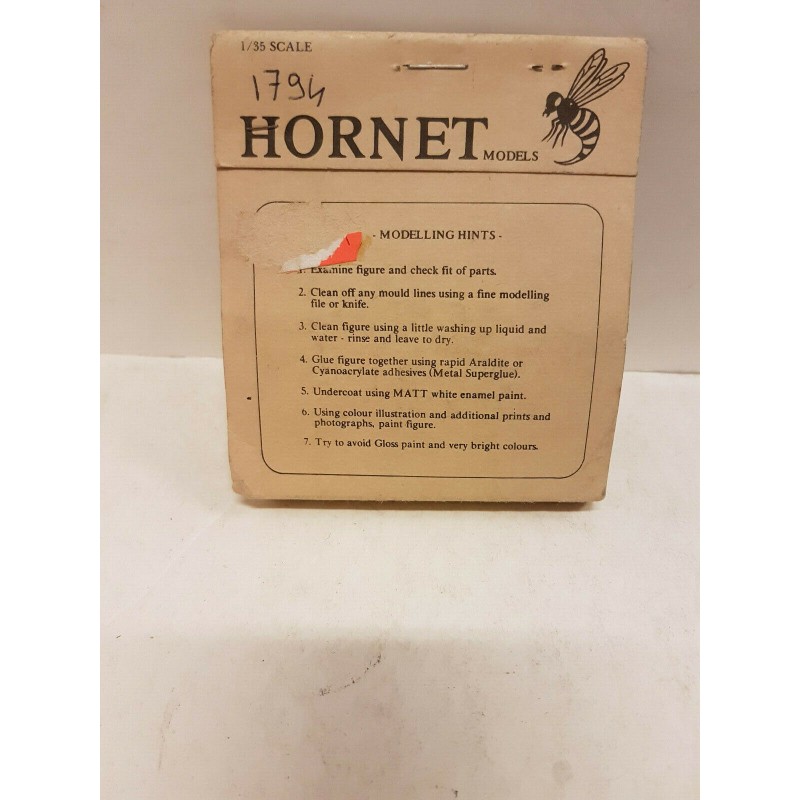 1/35 SCALE
1794
HORNET MODELS
- MODELLING HINTS -
1. Examine figure and check fit of parts.
2. Clean off any mould lines using a fine modelling
file or knife.
3. Clean figure using a little washing up liquid and
water - rinse and leave to dry.
4. Glue figure together using rapid Araldite or
Cyanoacrylate adhesives (Metal Superglue).
5. Undercoat using MATT white enamel paint.
6. Using colour illustration and additional prints and
photographs, paint figure.
7. Try to avoid Gloss paint and very bright colours.